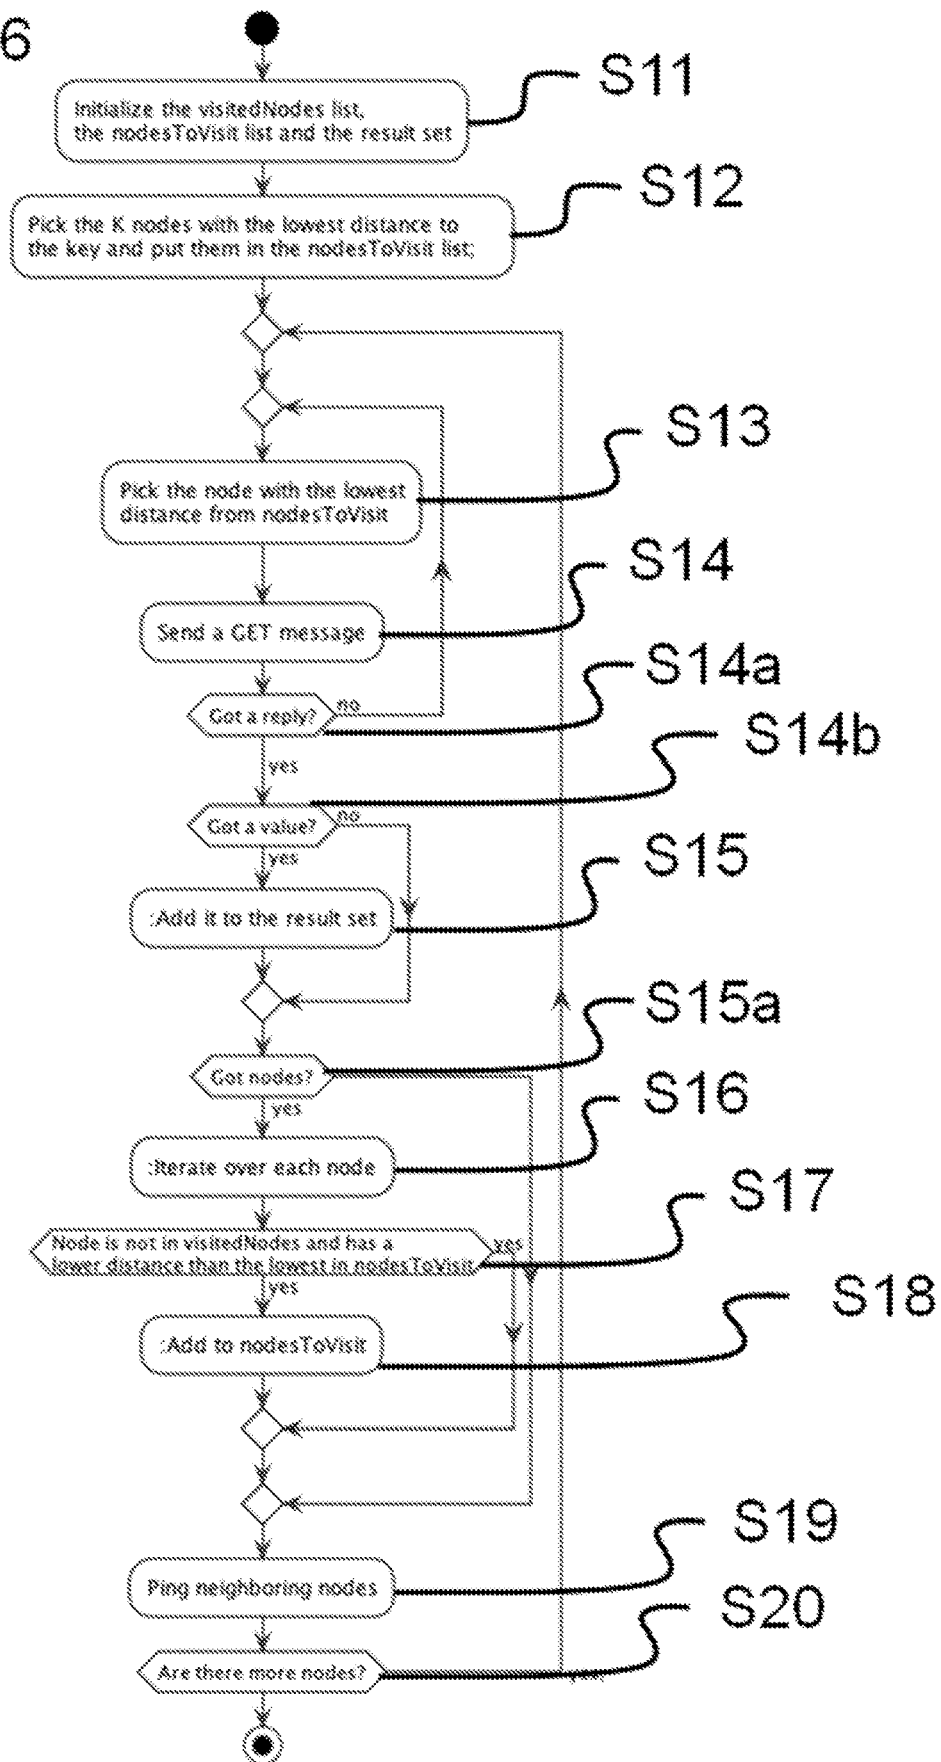 6
S11
Initialize the visitedNodes list,
the nodesToVisit list and the result set
S12
Pick the K nodes with the lowest distance to
the key and put them in the nodesToVisit list;
S13
Pick the node with the lowest
distance from nodesToVisit
S14
Send a GET message
S14a
Got a reply?
no
yes
S14b
Got a value?
no
yes
S15
:Add it to the result set
S15a
Got nodes?
yes
S16
:Iterate over each node
S17
Node is not in visitedNodes and has a
lower distance than the lowest in nodesToVisit
yes
yes
S18
:Add to nodesToVisit
S19
Ping neighboring nodes
S20
Are there more nodes?